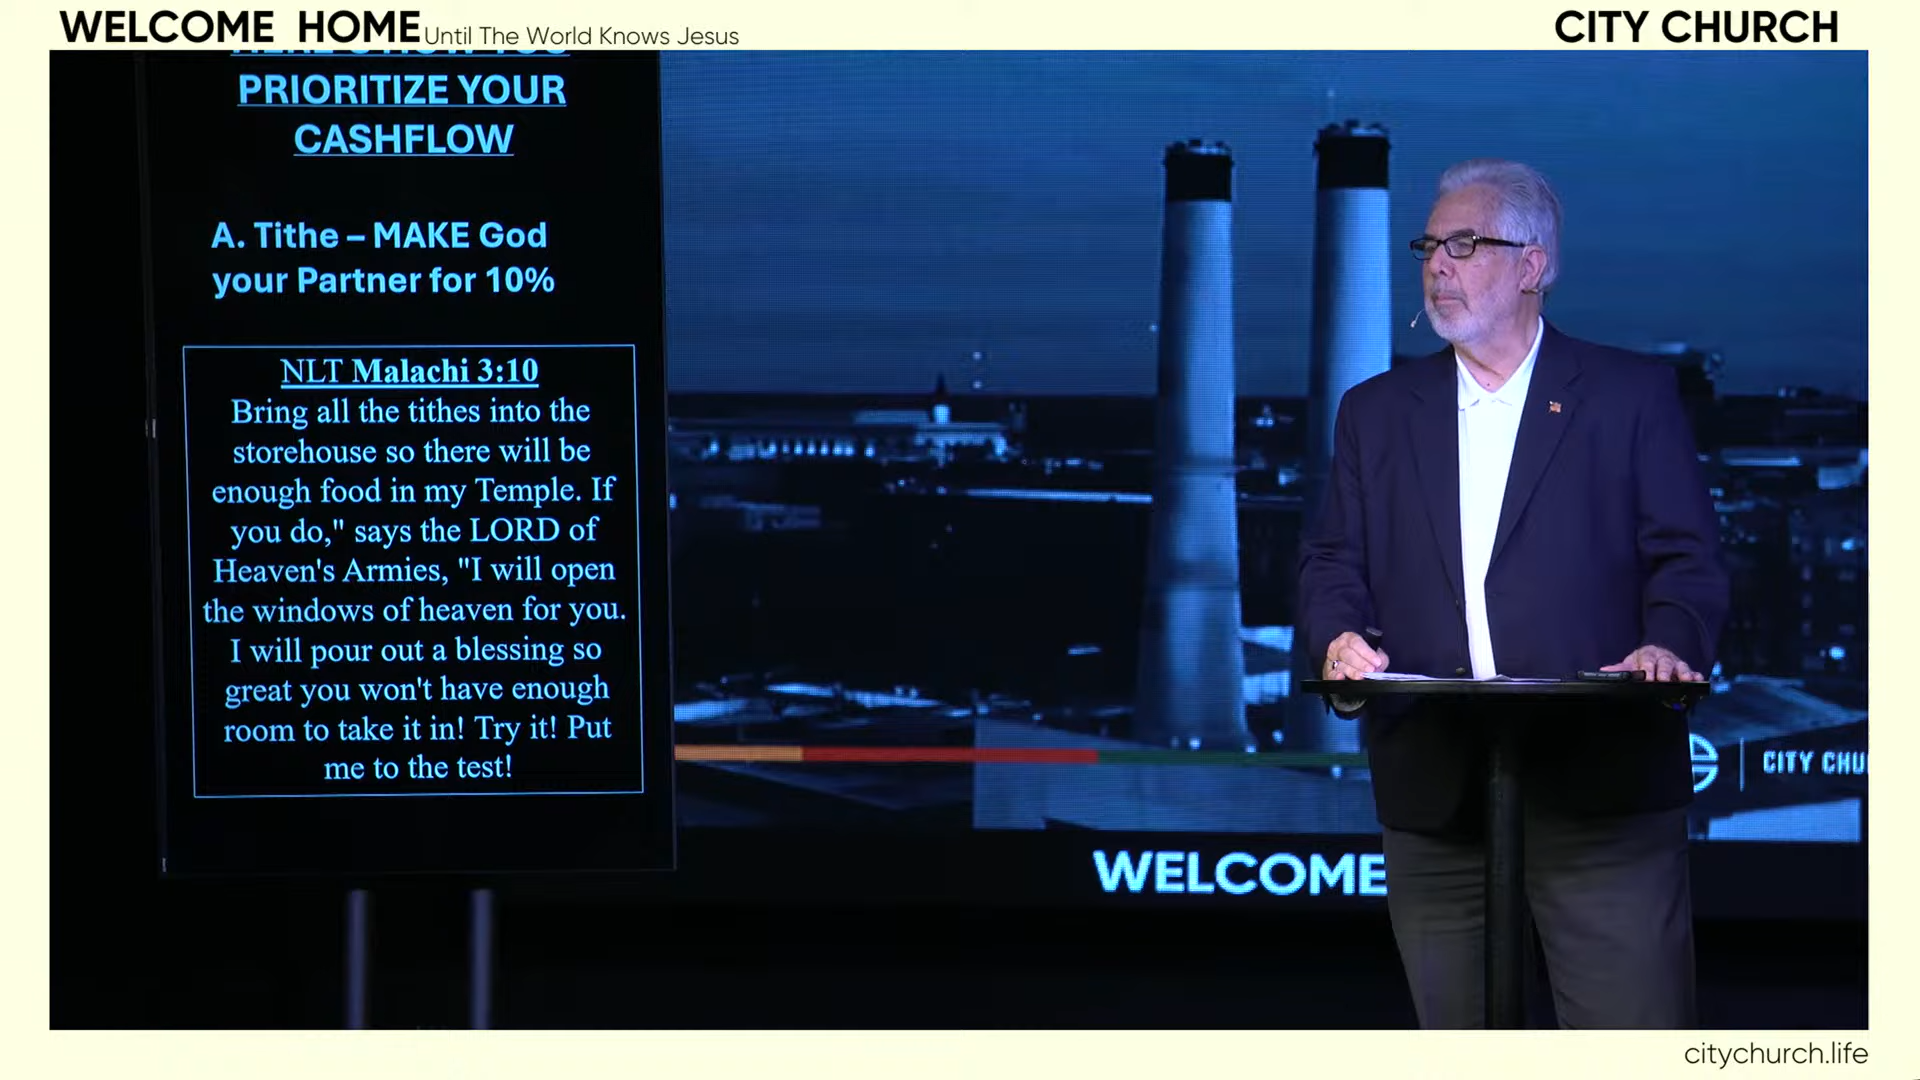 WELCOME HOME Until The World Knows Jesus
CITY CHURCH
HERE'S HOW YOU
PRIORITIZE YOUR
CASHFLOW
A. Tithe – MAKE God
your Partner for 10%
NLT Malachi 3:10
Bring all the tithes into the
storehouse so there will be
enough food in my Temple. If
you do," says the LORD of
Heaven's Armies, "I will open
the windows of heaven for you.
I will pour out a blessing so
great you won't have enough
room to take it in! Try it! Put
me to the test!
CITY CHU
WELCOME
citychurch.life